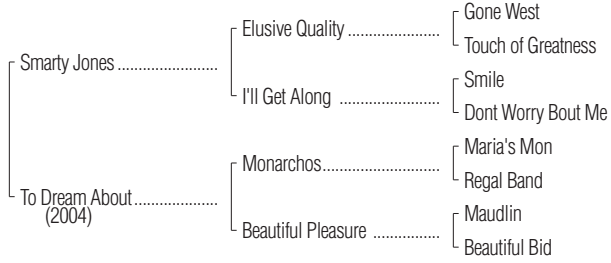 Gone West
Elusive Quality ....................
Touch of Greatness
Smarty Jones ......................
Smile
I'll Get Along ......................
Dont Worry Bout Me
Maria's Mon
Monarchos.........................
Regal Band
To Dream About..................
(2004)
Maudlin
Beautiful Pleasure ...............
Beautiful Bid